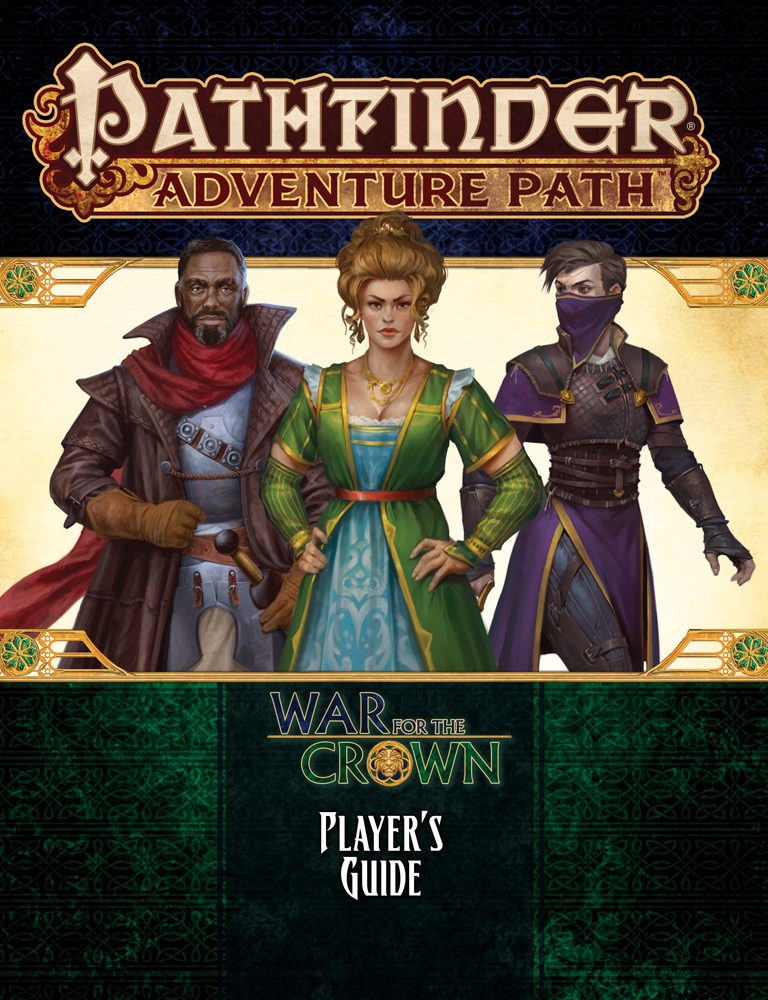 PATHFINDER®
ADVENTURE PATH™
WAR FOR THE
CROWN
PLAYER'S
GUIDE